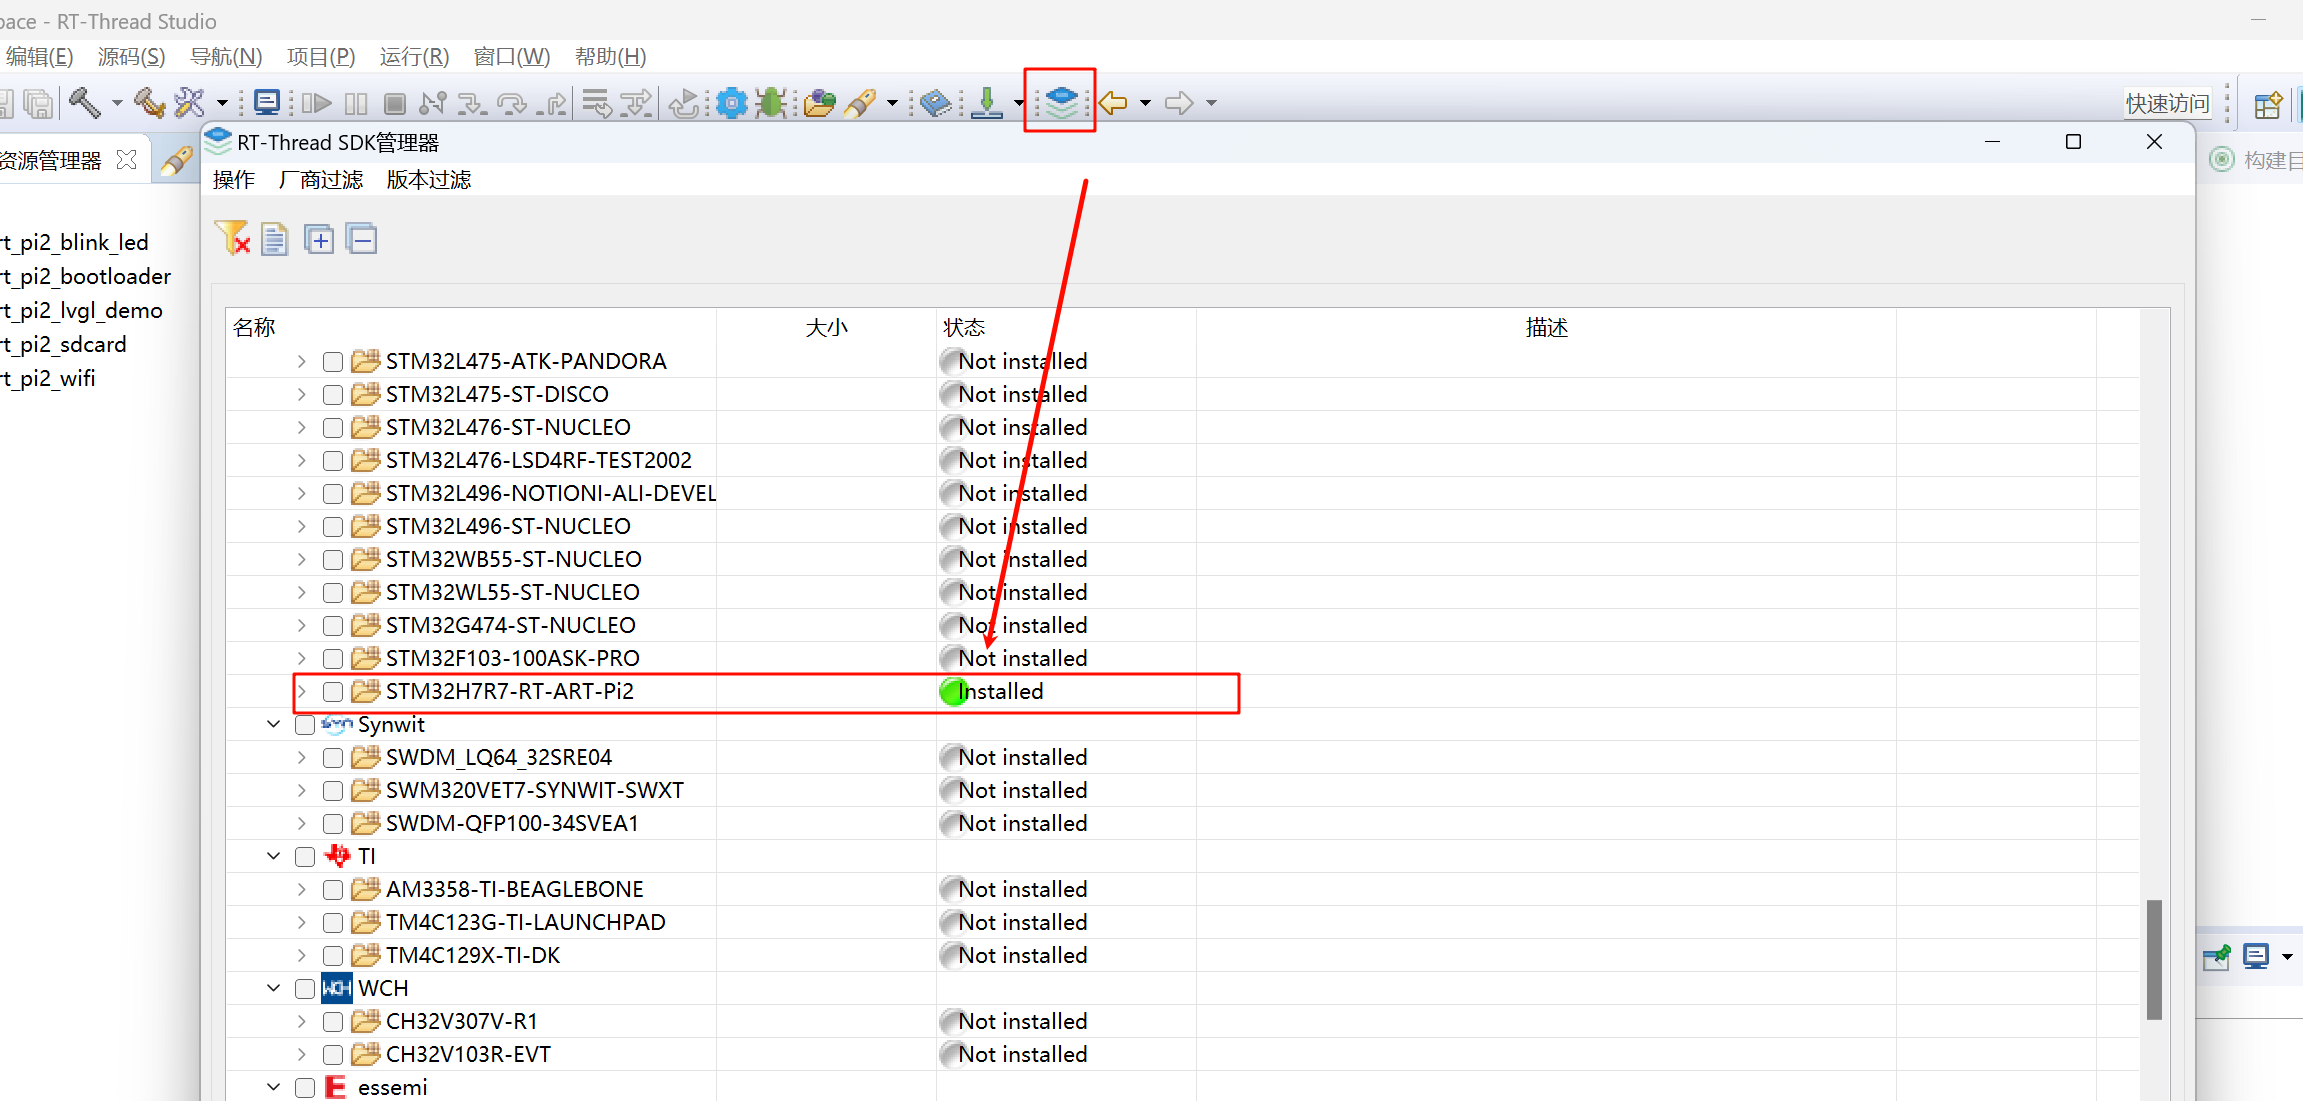 pace - RT-Thread Studio
编辑(E) 源码(S) 导航(N) 项目(P) 运行(R) 窗口(W) 帮助(H)
快速访问
资源管理器
RT-Thread SDK管理器
构建目
操作 厂商过滤 版本过滤
rt_pi2_blink_led
rt_pi2_bootloader
rt_pi2_lvgl_demo
rt_pi2_sdcard
rt_pi2_wifi
名称 大小 状态 描述
STM32L475-ATK-PANDORA Not installed
STM32L475-ST-DISCO Not installed
STM32L476-ST-NUCLEO Not installed
STM32L476-LSD4RF-TEST2002 Not installed
STM32L496-NOTIONI-ALI-DEVEL Not installed
STM32L496-ST-NUCLEO Not installed
STM32WB55-ST-NUCLEO Not installed
STM32WL55-ST-NUCLEO Not installed
STM32G474-ST-NUCLEO Not installed
STM32F103-100ASK-PRO Not installed
STM32H7R7-RT-ART-Pi2 Installed
Synwit
SWDM_LQ64_32SRE04 Not installed
SWM320VET7-SYNWIT-SWXT Not installed
SWDM-QFP100-34SVEA1 Not installed
TI
AM3358-TI-BEAGLEBONE Not installed
TM4C123G-TI-LAUNCHPAD Not installed
TM4C129X-TI-DK Not installed
WCH WCH
CH32V307V-R1 Not installed
CH32V103R-EVT Not installed
essemi